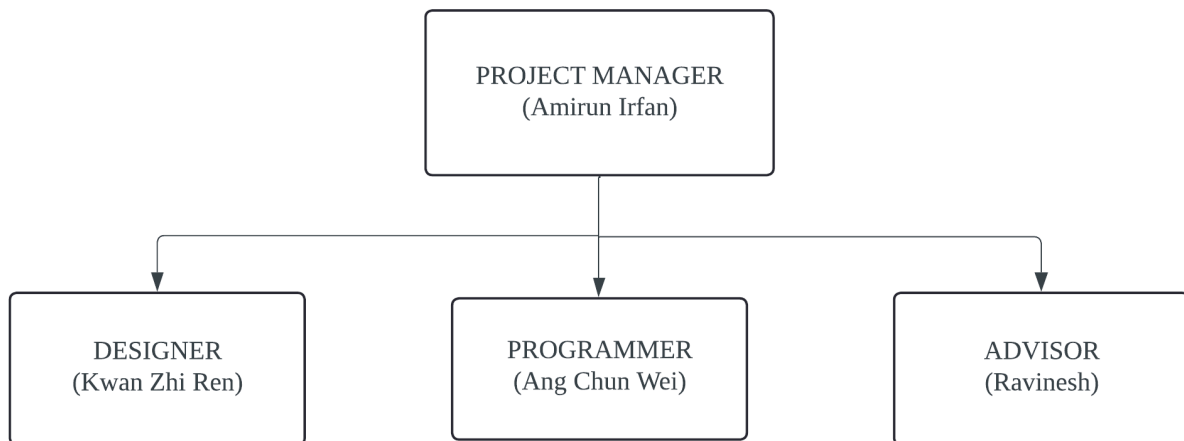 PROJECT MANAGER
(Amirun Irfan)
DESIGNER
(Kwan Zhi Ren)
PROGRAMMER
(Ang Chun Wei)
ADVISOR
(Ravinesh)